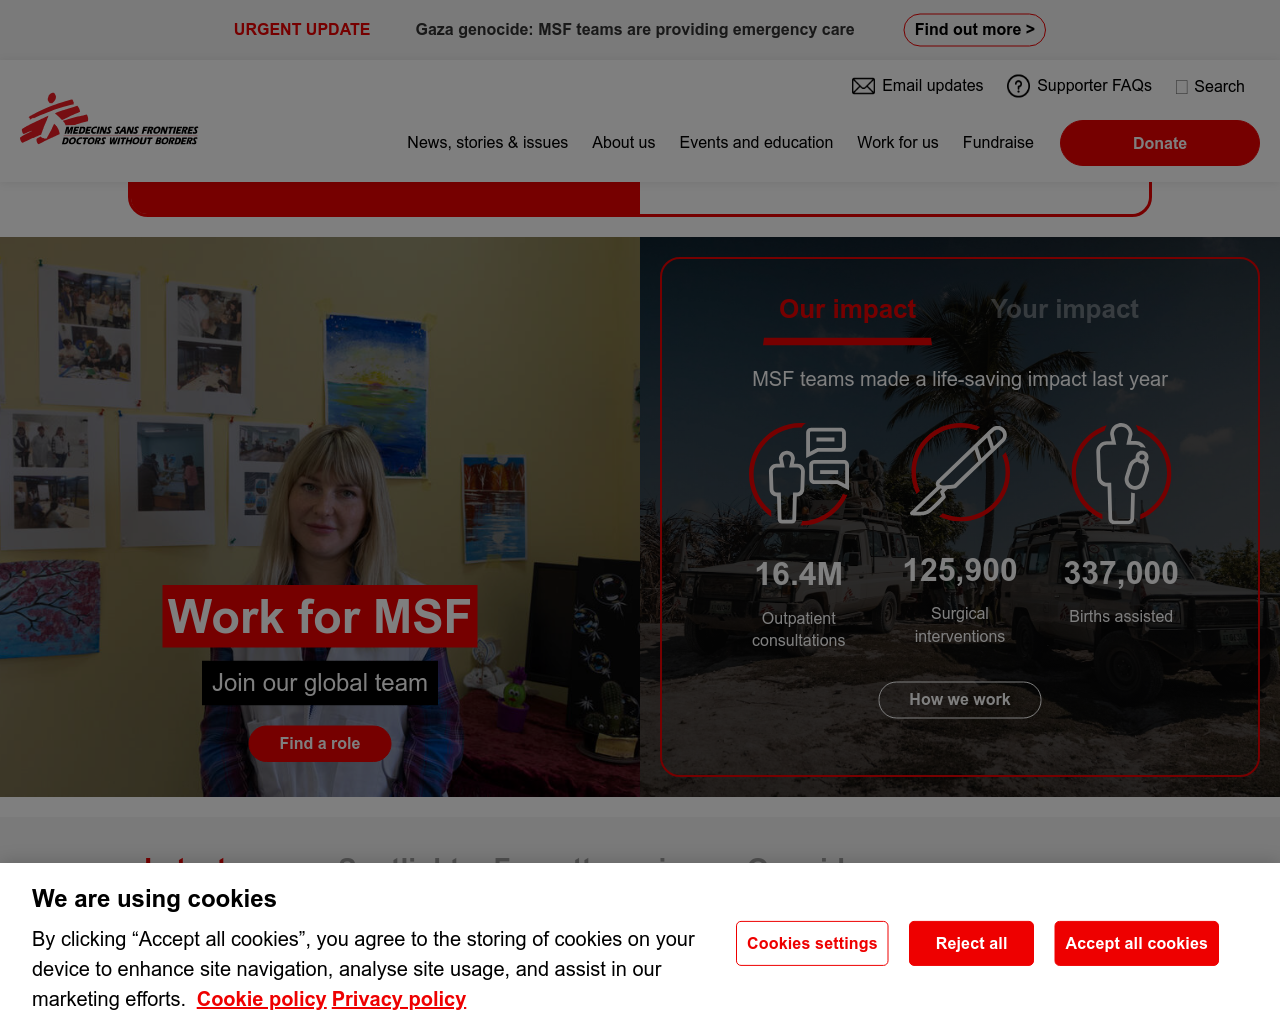 URGENT UPDATE
Gaza genocide: MSF teams are providing emergency care
Find out more >
Email updates
Supporter FAQs
Search
MEDECINS SANS FRONTIERES
DOCTORS WITHOUT BORDERS
News, stories & issues
About us
Events and education
Work for us
Fundraise
Donate
Work for MSF
Join our global team
Find a role
Our impact
Your impact
MSF teams made a life-saving impact last year
16.4M
Outpatient
consultations
125,900
Surgical
interventions
337,000
Births assisted
How we work
We are using cookies
By clicking “Accept all cookies”, you agree to the storing of cookies on your
device to enhance site navigation, analyse site usage, and assist in our
marketing efforts. Cookie policy Privacy policy
Cookies settings
Reject all
Accept all cookies